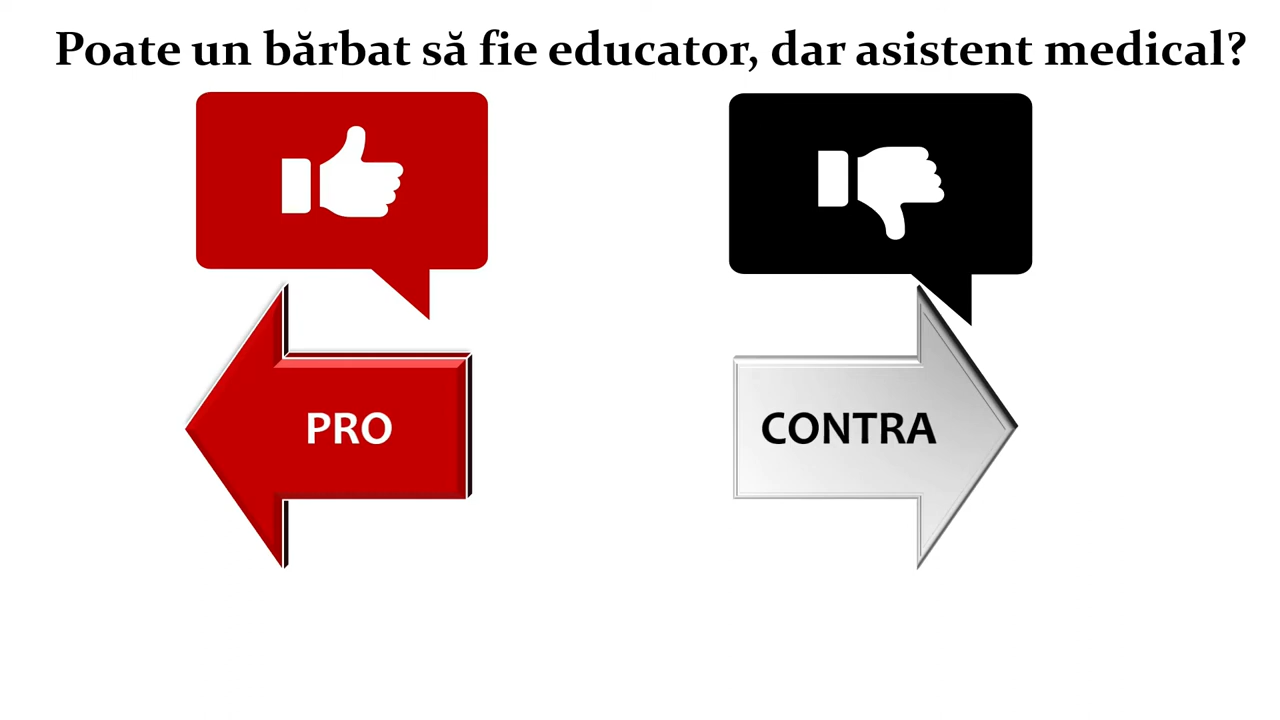 Poate un bărbat să fie educator, dar asistent medical?
PRO
CONTRA